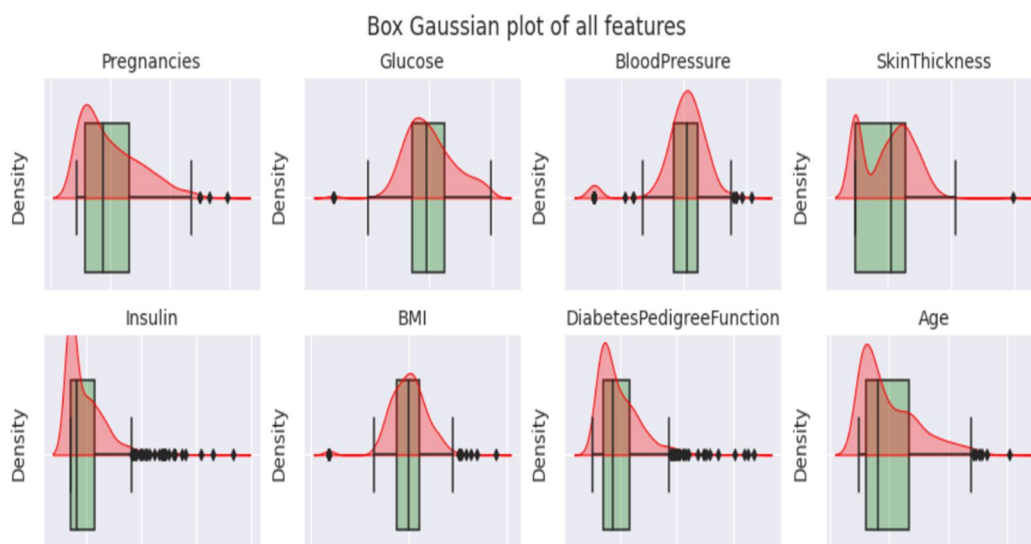 Box Gaussian plot of all features
Pregnancies
Glucose
BloodPressure
SkinThickness
Density
Density
Density
Density
Insulin
BMI
DiabetesPedigreeFunction
Age
Density
Density
Density
Density